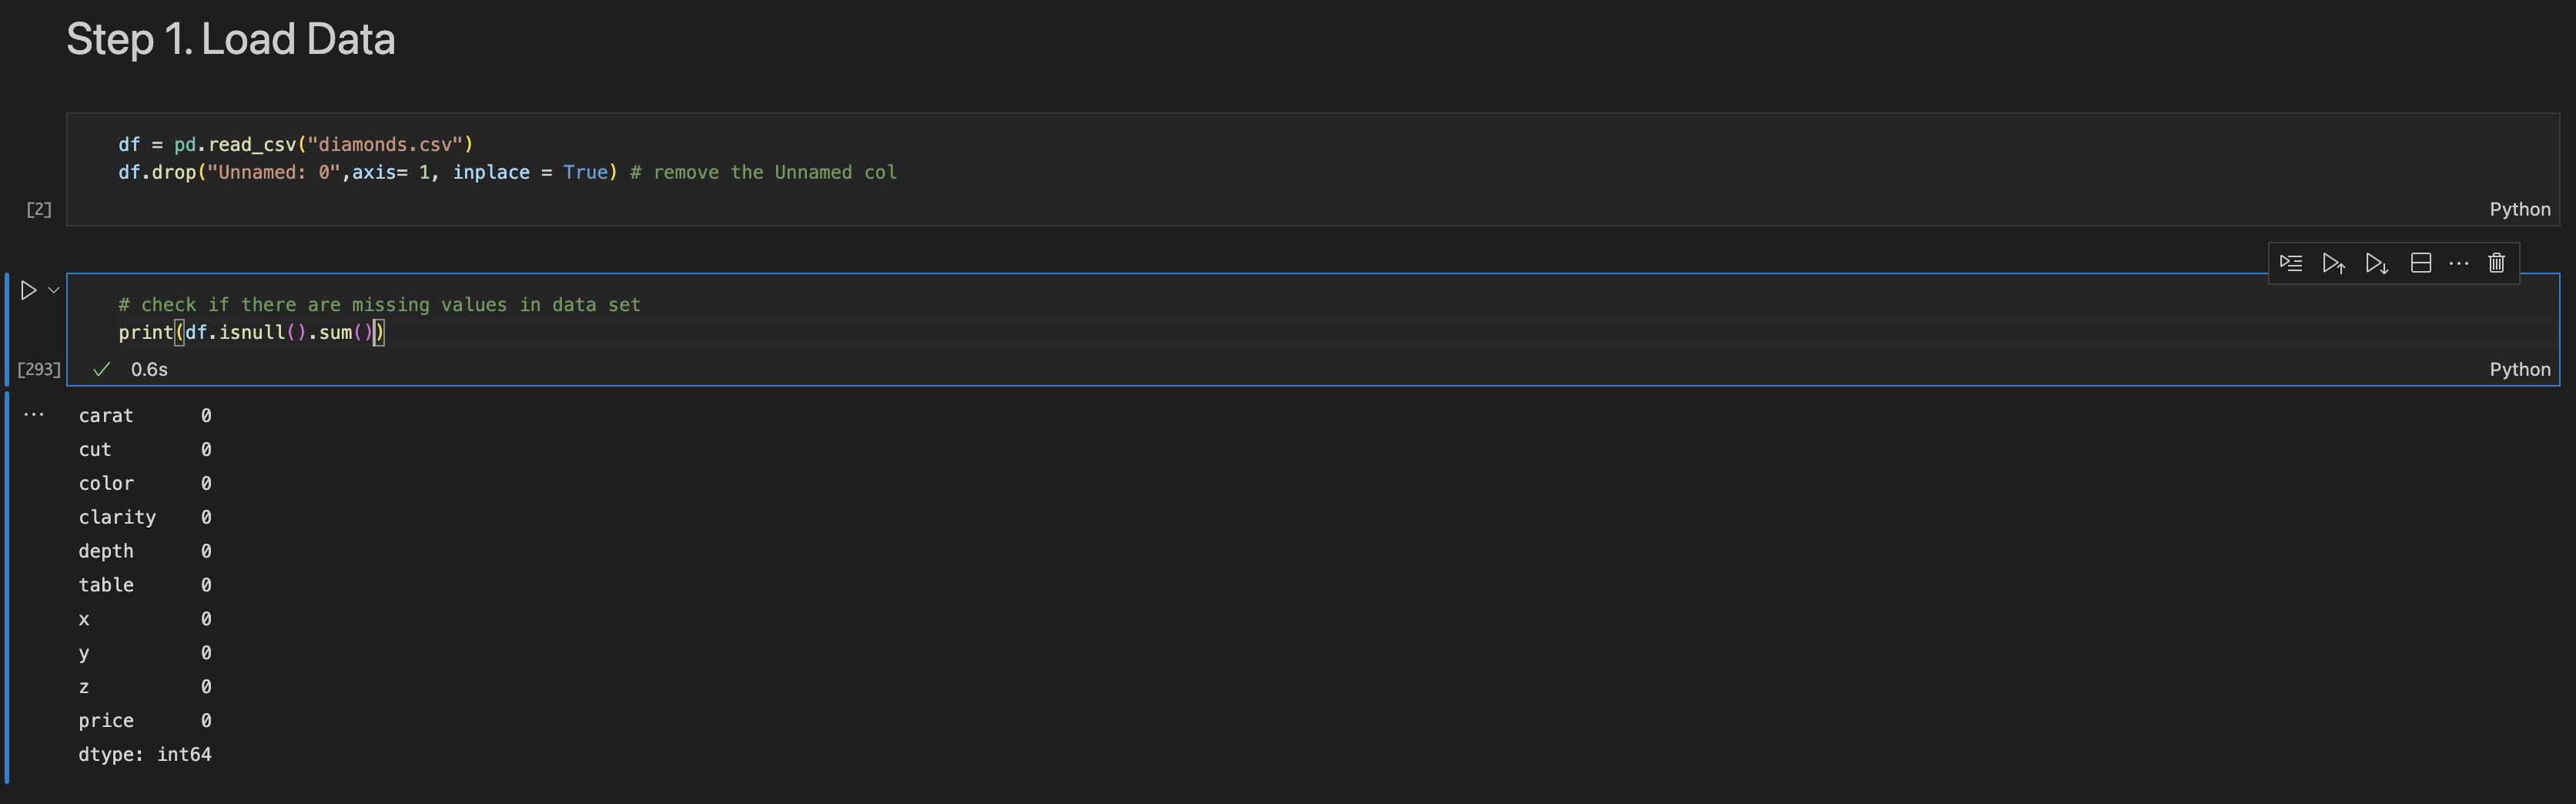 Step 1. Load Data
df = pd.read_csv("diamonds.csv")
df.drop("Unnamed: 0",axis= 1, inplace = True) # remove the Unnamed col
[2]
Python
# check if there are missing values in data set
print(df.isnull().sum())
[293]
0.6s
Python
carat 0
cut 0
color 0
clarity 0
depth 0
table 0
x 0
y 0
z 0
price 0
dtype: int64